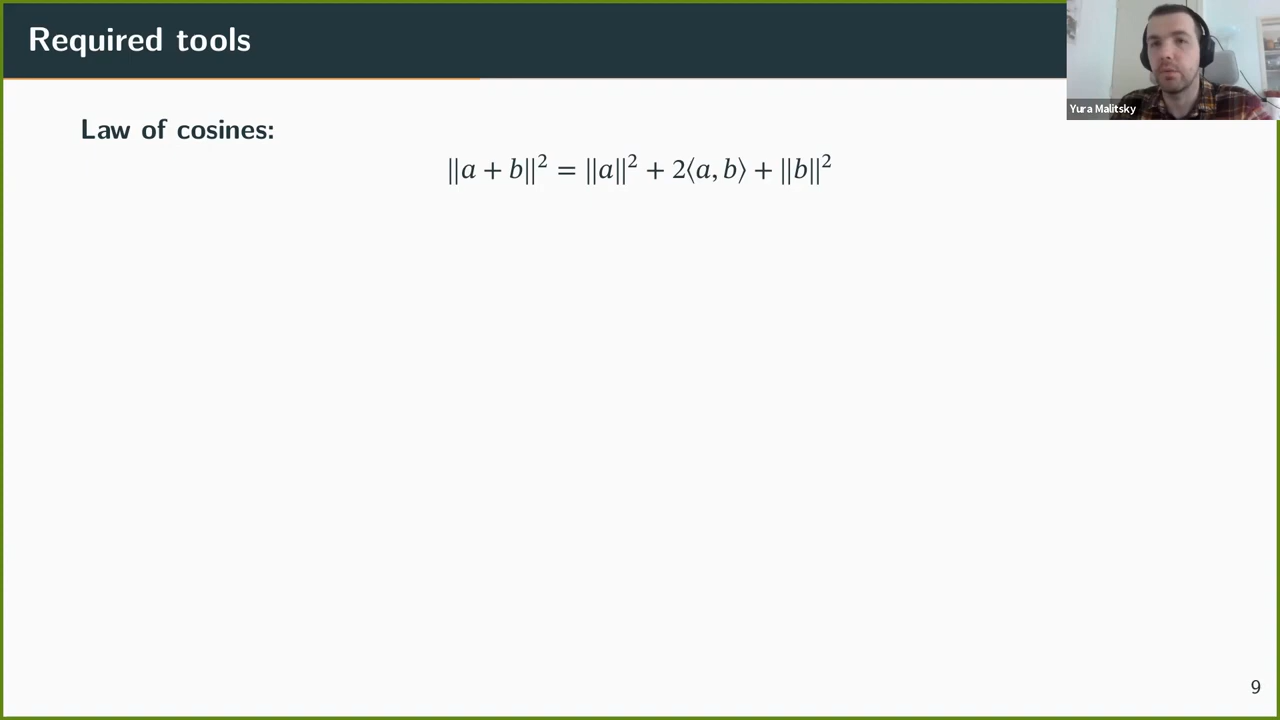 Required tools
Yura Malitsky
Law of cosines:
‖a + b‖² = ‖a‖² + 2⟨a, b⟩ + ‖b‖²
9